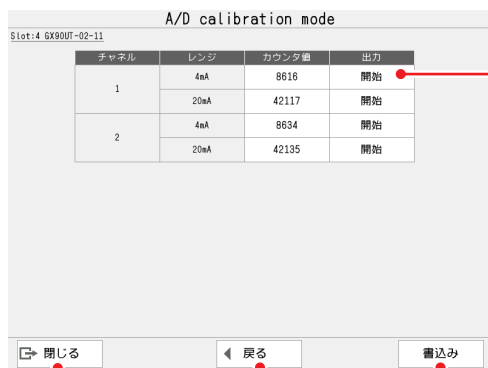 A/D calibration mode
Slot:4 GX90UT-02-11
チャネル レンジ カウンタ値 出力
1 4mA 8616 開始
20mA 42117 開始
2 4mA 8634 開始
20mA 42135 開始
閉じる 戻る 書込み